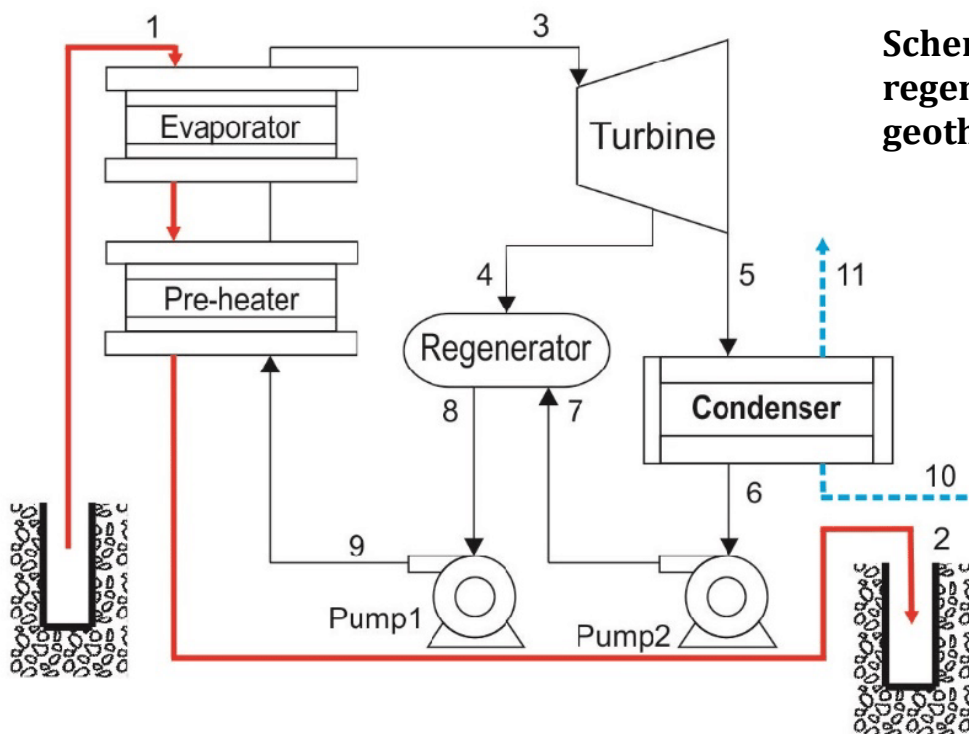 1
3
Scher
regen
geoth
Evaporator
Turbine
Pre-heater
4
5
11
Regenerator
Condenser
8
7
6
10
9
2
Pump1
Pump2